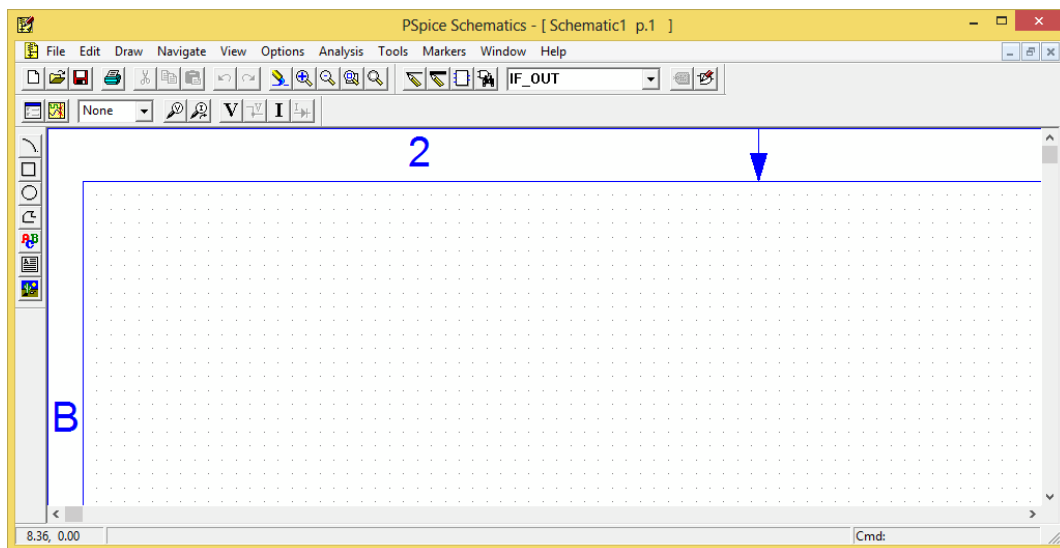 PSpice Schematics - [ Schematic1 p.1 ]
File Edit Draw Navigate View Options Analysis Tools Markers Window Help
IF_OUT
None V I
2
B
8.36, 0.00 Cmd: